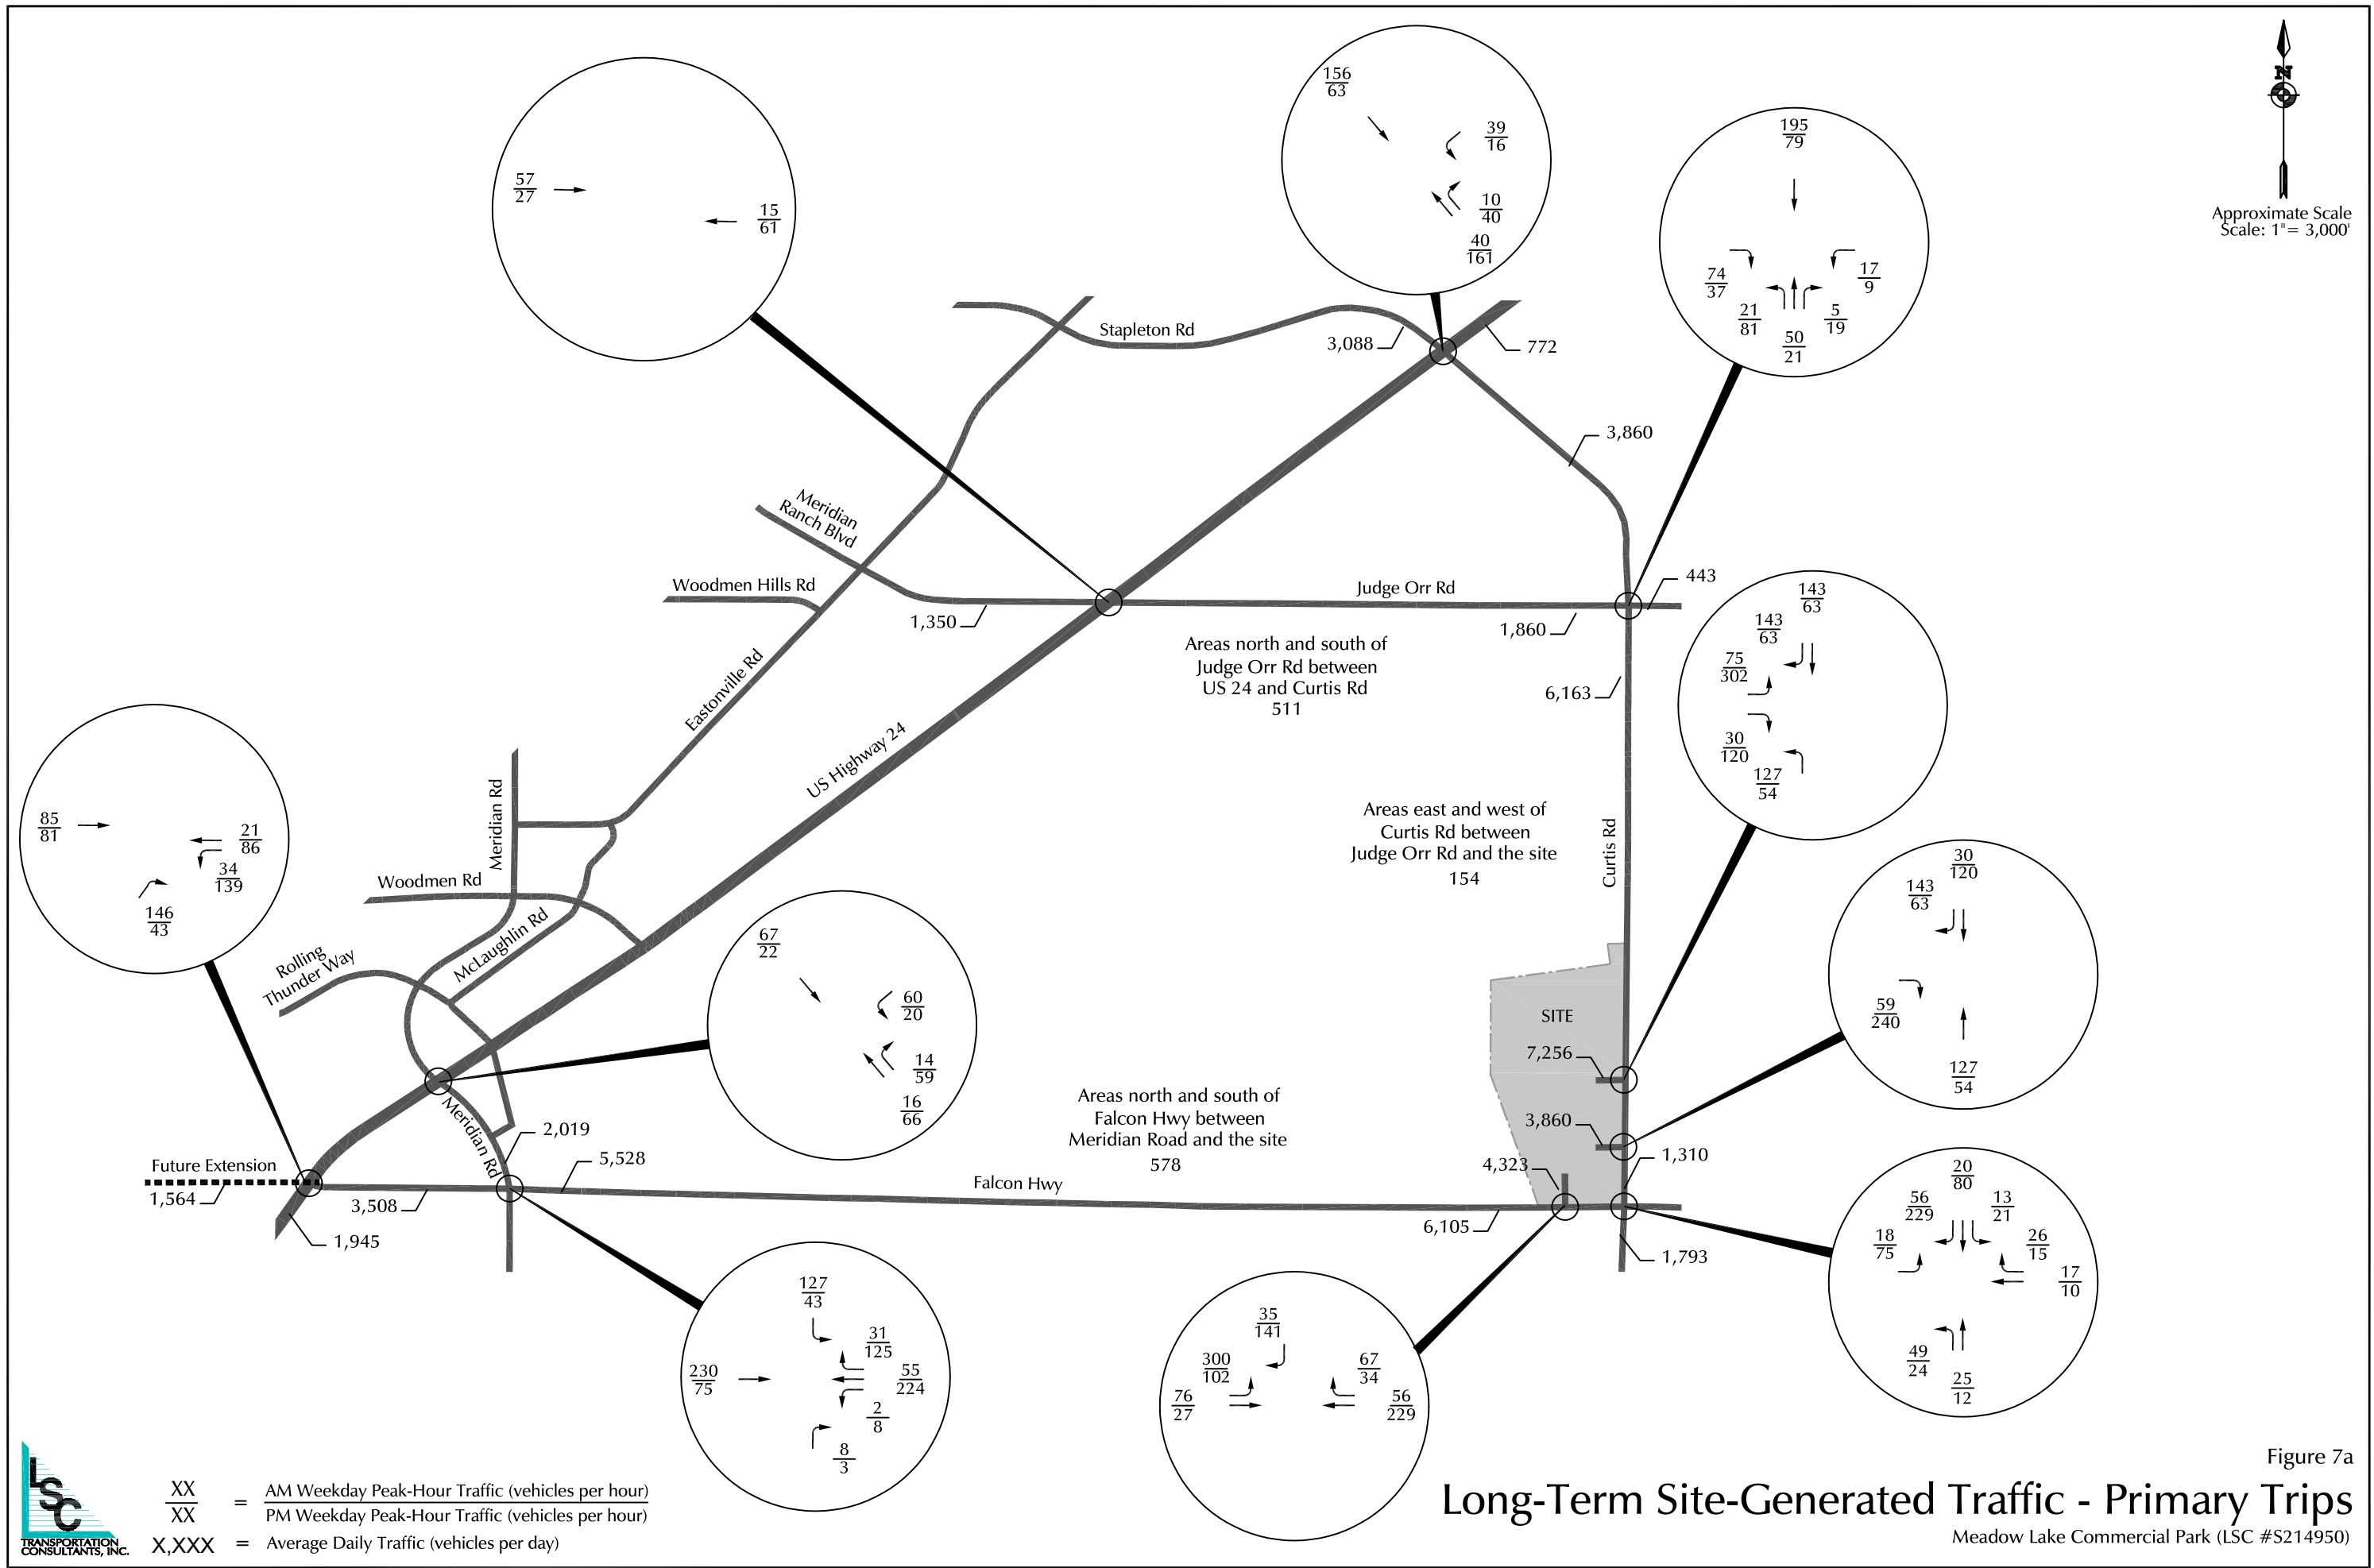 N
Approximate Scale
Scale: 1"= 3,000'
57
27
15
61
156
63
39
16
10
40
40
161
195
79
74
37
21
81
50
21
5
19
17
9
Stapleton Rd
3,088
772
3,860
Meridian
Ranch Blvd
Woodmen Hills Rd
1,350
Judge Orr Rd
443
1,860
Areas north and south of
Judge Orr Rd between
US 24 and Curtis Rd
511
6,163
143
63
143
63
75
302
30
120
127
54
Eastonville Rd
US Highway 24
Meridian Rd
Woodmen Rd
McLaughlin Rd
Rolling
Thunder Way
85
81
21
86
34
139
146
43
Areas east and west of
Curtis Rd between
Judge Orr Rd and the site
154
Curtis Rd
30
120
143
63
59
240
127
54
67
22
60
20
14
59
16
66
SITE
7,256
3,860
4,323
1,310
Areas north and south of
Falcon Hwy between
Meridian Road and the site
578
Meridian Rd
2,019
5,528
Future Extension
1,564
3,508
1,945
Falcon Hwy
6,105
1,793
20
80
56
229
13
21
18
75
26
15
17
10
49
24
25
12
127
43
31
125
230
75
55
224
2
8
8
3
35
141
300
102
76
27
67
34
56
229
LSC
TRANSPORTATION
CONSULTANTS, INC.
XX
XX
=
AM Weekday Peak-Hour Traffic (vehicles per hour)
PM Weekday Peak-Hour Traffic (vehicles per hour)
X,XXX = Average Daily Traffic (vehicles per day)
Figure 7a
Long-Term Site-Generated Traffic - Primary Trips
Meadow Lake Commercial Park (LSC #S214950)